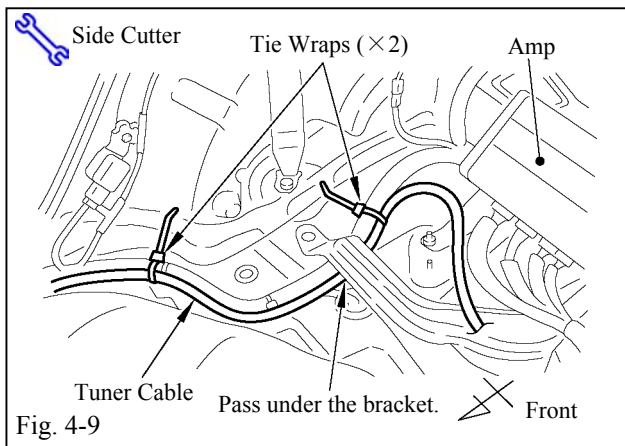 Side Cutter
Tie Wraps (×2)
Amp
Tuner Cable
Pass under the bracket.
Front
Fig. 4-9